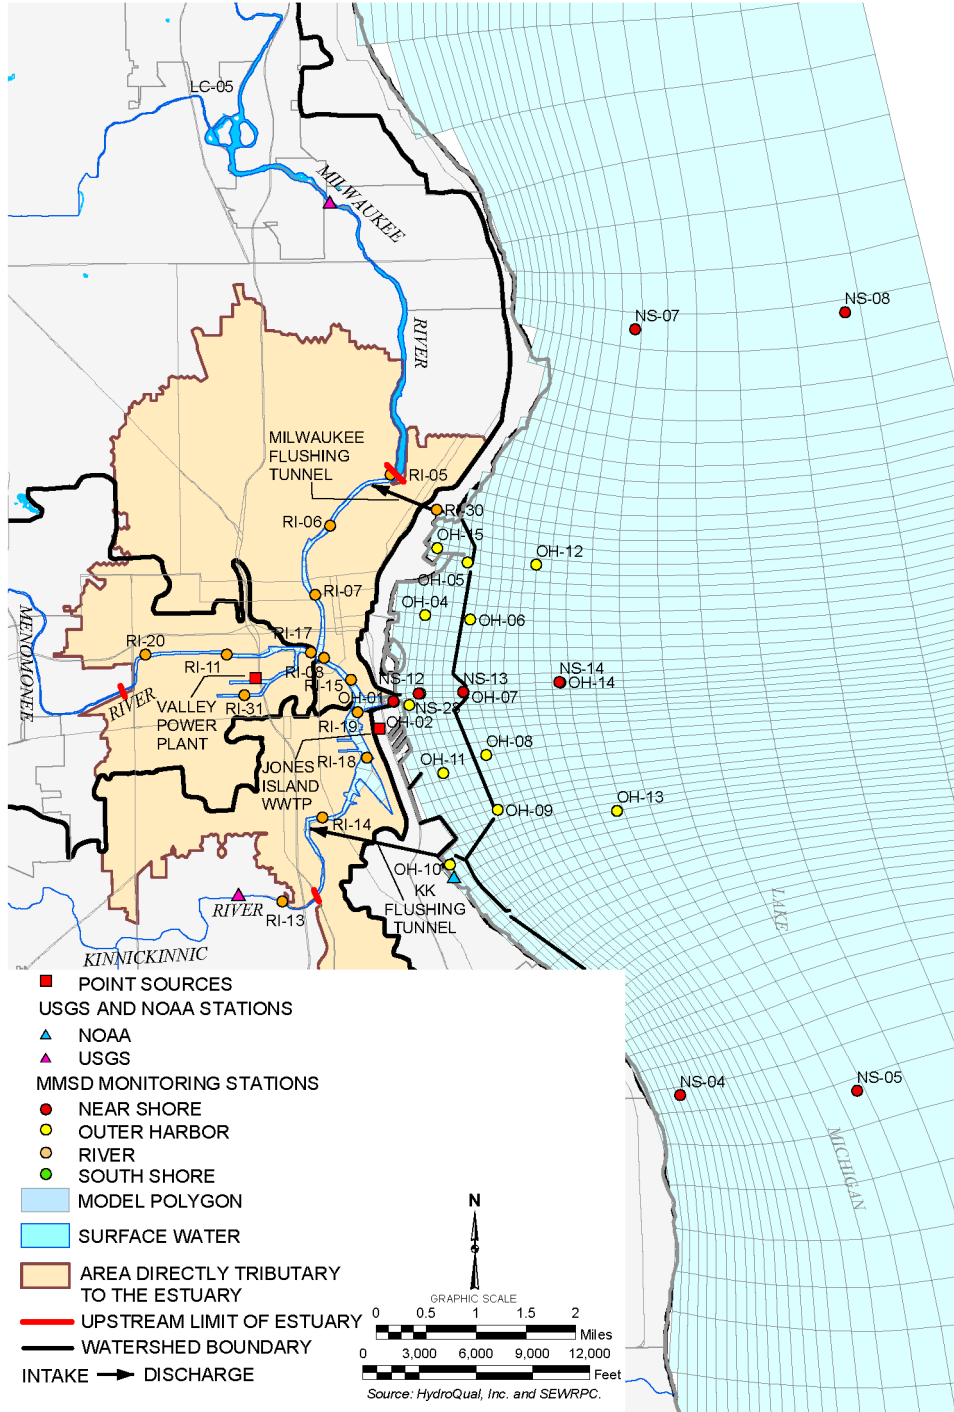 LC-05
MILWAUKEE
RIVER
NS-08
NS-07
MILWAUKEE
FLUSHING
TUNNEL
RI-05
RI-30
RI-06
OH-15
OH-12
OH-05
RI-07
OH-04
OH-06
MENOMONEE
RIVER
RI-20
RI-17
RI-11
RI-08
RI-15
NS-12
NS-13
OH-07
NS-14
OH-14
OH-01
NS-28
RI-31
VALLEY
POWER
PLANT
RI-19
OH-02
OH-08
JONES
ISLAND
WWTP
RI-18
OH-11
OH-09
OH-13
RI-14
OH-10
KK
FLUSHING
TUNNEL
RI-13
RIVER
KINNICKINNIC
LAKE
MICHIGAN
NS-04
NS-05
POINT SOURCES
USGS AND NOAA STATIONS
NOAA
USGS
MMSD MONITORING STATIONS
NEAR SHORE
OUTER HARBOR
RIVER
SOUTH SHORE
MODEL POLYGON
SURFACE WATER
AREA DIRECTLY TRIBUTARY
TO THE ESTUARY
UPSTREAM LIMIT OF ESTUARY
WATERSHED BOUNDARY
INTAKE DISCHARGE
N
GRAPHIC SCALE
0 0.5 1 1.5 2
Miles
0 3,000 6,000 9,000 12,000
Feet
Source: HydroQual, Inc. and SEWRPC.